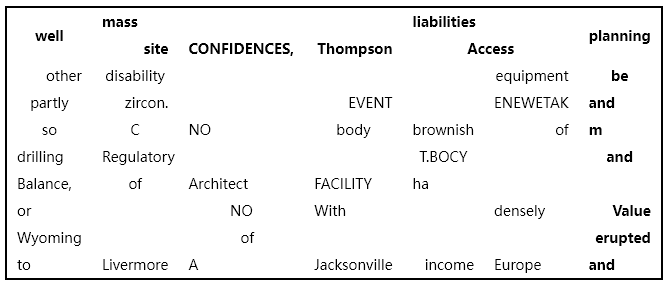 mass liabilities
well planning
site CONFIDENCES, Thompson Access
other disability equipment be
partly zircon. EVENT ENEWETAK and
so C NO body brownish of m
drilling Regulatory T.BOCY and
Balance, of Architect FACILITY ha
or NO With densely Value
Wyoming of erupted
to Livermore A Jacksonville income Europe and